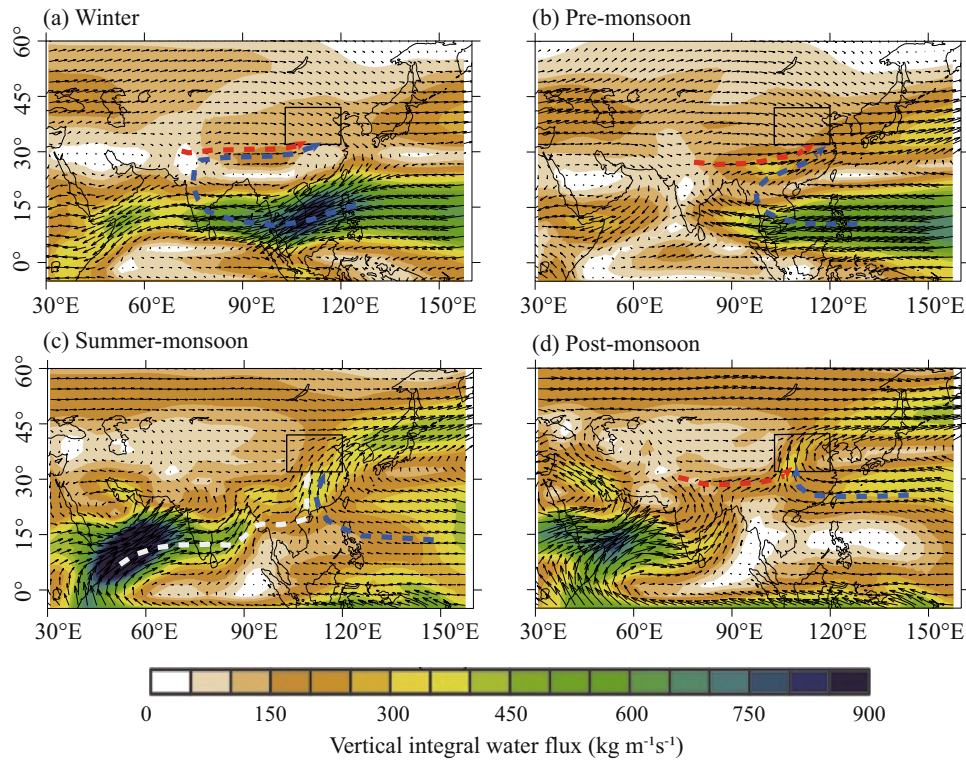 (a) Winter
(b) Pre-monsoon
60°
45°
30°
15°
0°
30°E 60°E 90°E 120°E 150°E
30°E 60°E 90°E 120°E 150°E
(c) Summer-monsoon
(d) Post-monsoon
60°
45°
30°
15°
0°
30°E 60°E 90°E 120°E 150°E
30°E 60°E 90°E 120°E 150°E
0 150 300 450 600 750 900
Vertical integral water flux (kg m⁻¹s⁻¹)